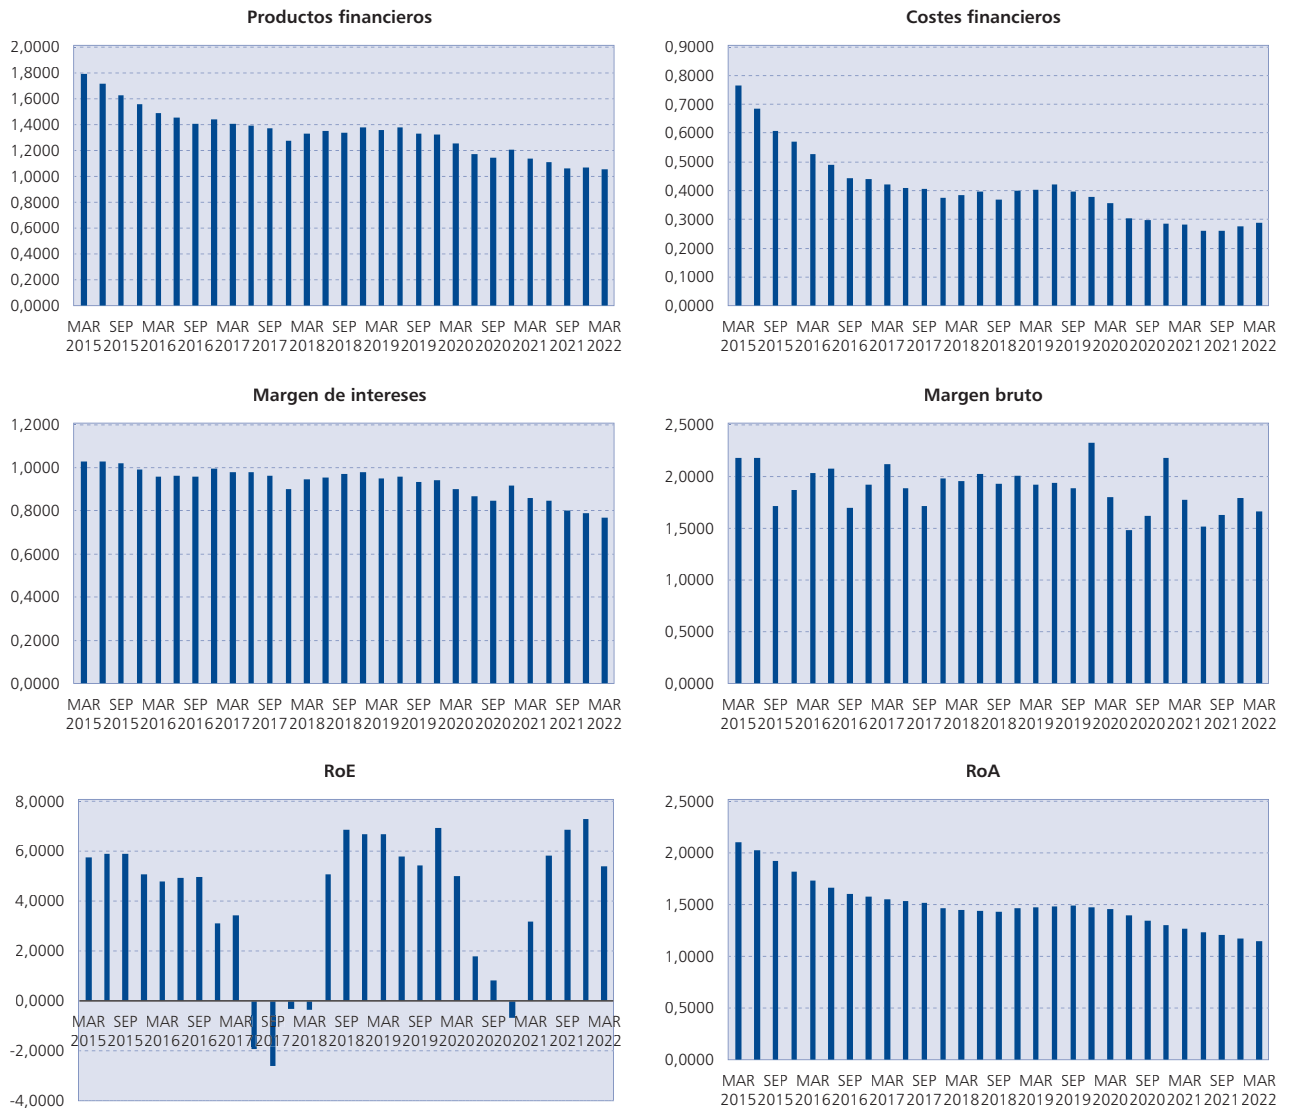 Productos financieros
2,0000
1,8000
1,6000
1,4000
1,2000
1,0000
0,8000
0,6000
0,4000
0,2000
0,0000
MAR SEP MAR SEP MAR SEP MAR SEP MAR SEP MAR SEP MAR SEP MAR
2015 2015 2016 2016 2017 2017 2018 2018 2019 2019 2020 2020 2021 2021 2022
Costes financieros
0,9000
0,8000
0,7000
0,6000
0,5000
0,4000
0,3000
0,2000
0,1000
0,0000
MAR SEP MAR SEP MAR SEP MAR SEP MAR SEP MAR SEP MAR SEP MAR
2015 2015 2016 2016 2017 2017 2018 2018 2019 2019 2020 2020 2021 2021 2022
Margen de intereses
1,2000
1,0000
0,8000
0,6000
0,4000
0,2000
0,0000
MAR SEP MAR SEP MAR SEP MAR SEP MAR SEP MAR SEP MAR SEP MAR
2015 2015 2016 2016 2017 2017 2018 2018 2019 2019 2020 2020 2021 2021 2022
Margen bruto
2,5000
2,0000
1,5000
1,0000
0,5000
0,0000
MAR SEP MAR SEP MAR SEP MAR SEP MAR SEP MAR SEP MAR SEP MAR
2015 2015 2016 2016 2017 2017 2018 2018 2019 2019 2020 2020 2021 2021 2022
RoE
8,0000
6,0000
4,0000
2,0000
0,0000
MAR SEP MAR SEP MAR SEP MAR SEP MAR SEP MAR SEP MAR SEP MAR
2015 2015 2016 2016 2017 2017 2018 2018 2019 2019 2020 2020 2021 2021 2022
-2,0000
-4,0000
RoA
2,5000
2,0000
1,5000
1,0000
0,5000
0,0000
MAR SEP MAR SEP MAR SEP MAR SEP MAR SEP MAR SEP MAR SEP MAR
2015 2015 2016 2016 2017 2017 2018 2018 2019 2019 2020 2020 2021 2021 2022